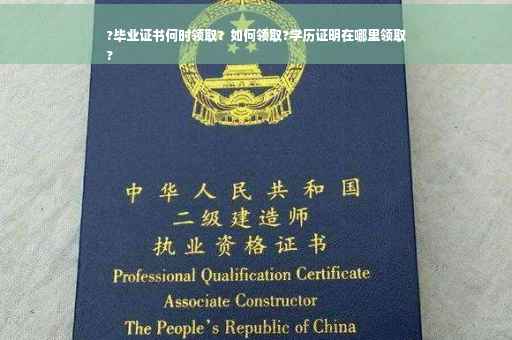 ?毕业证书何时领取？如何领取?学历证明在哪里领取
?
中华人民共和国
二级建造师
执业资格证书
Professional Qualification Certificate
Associate Constructor
The People's Republic of China